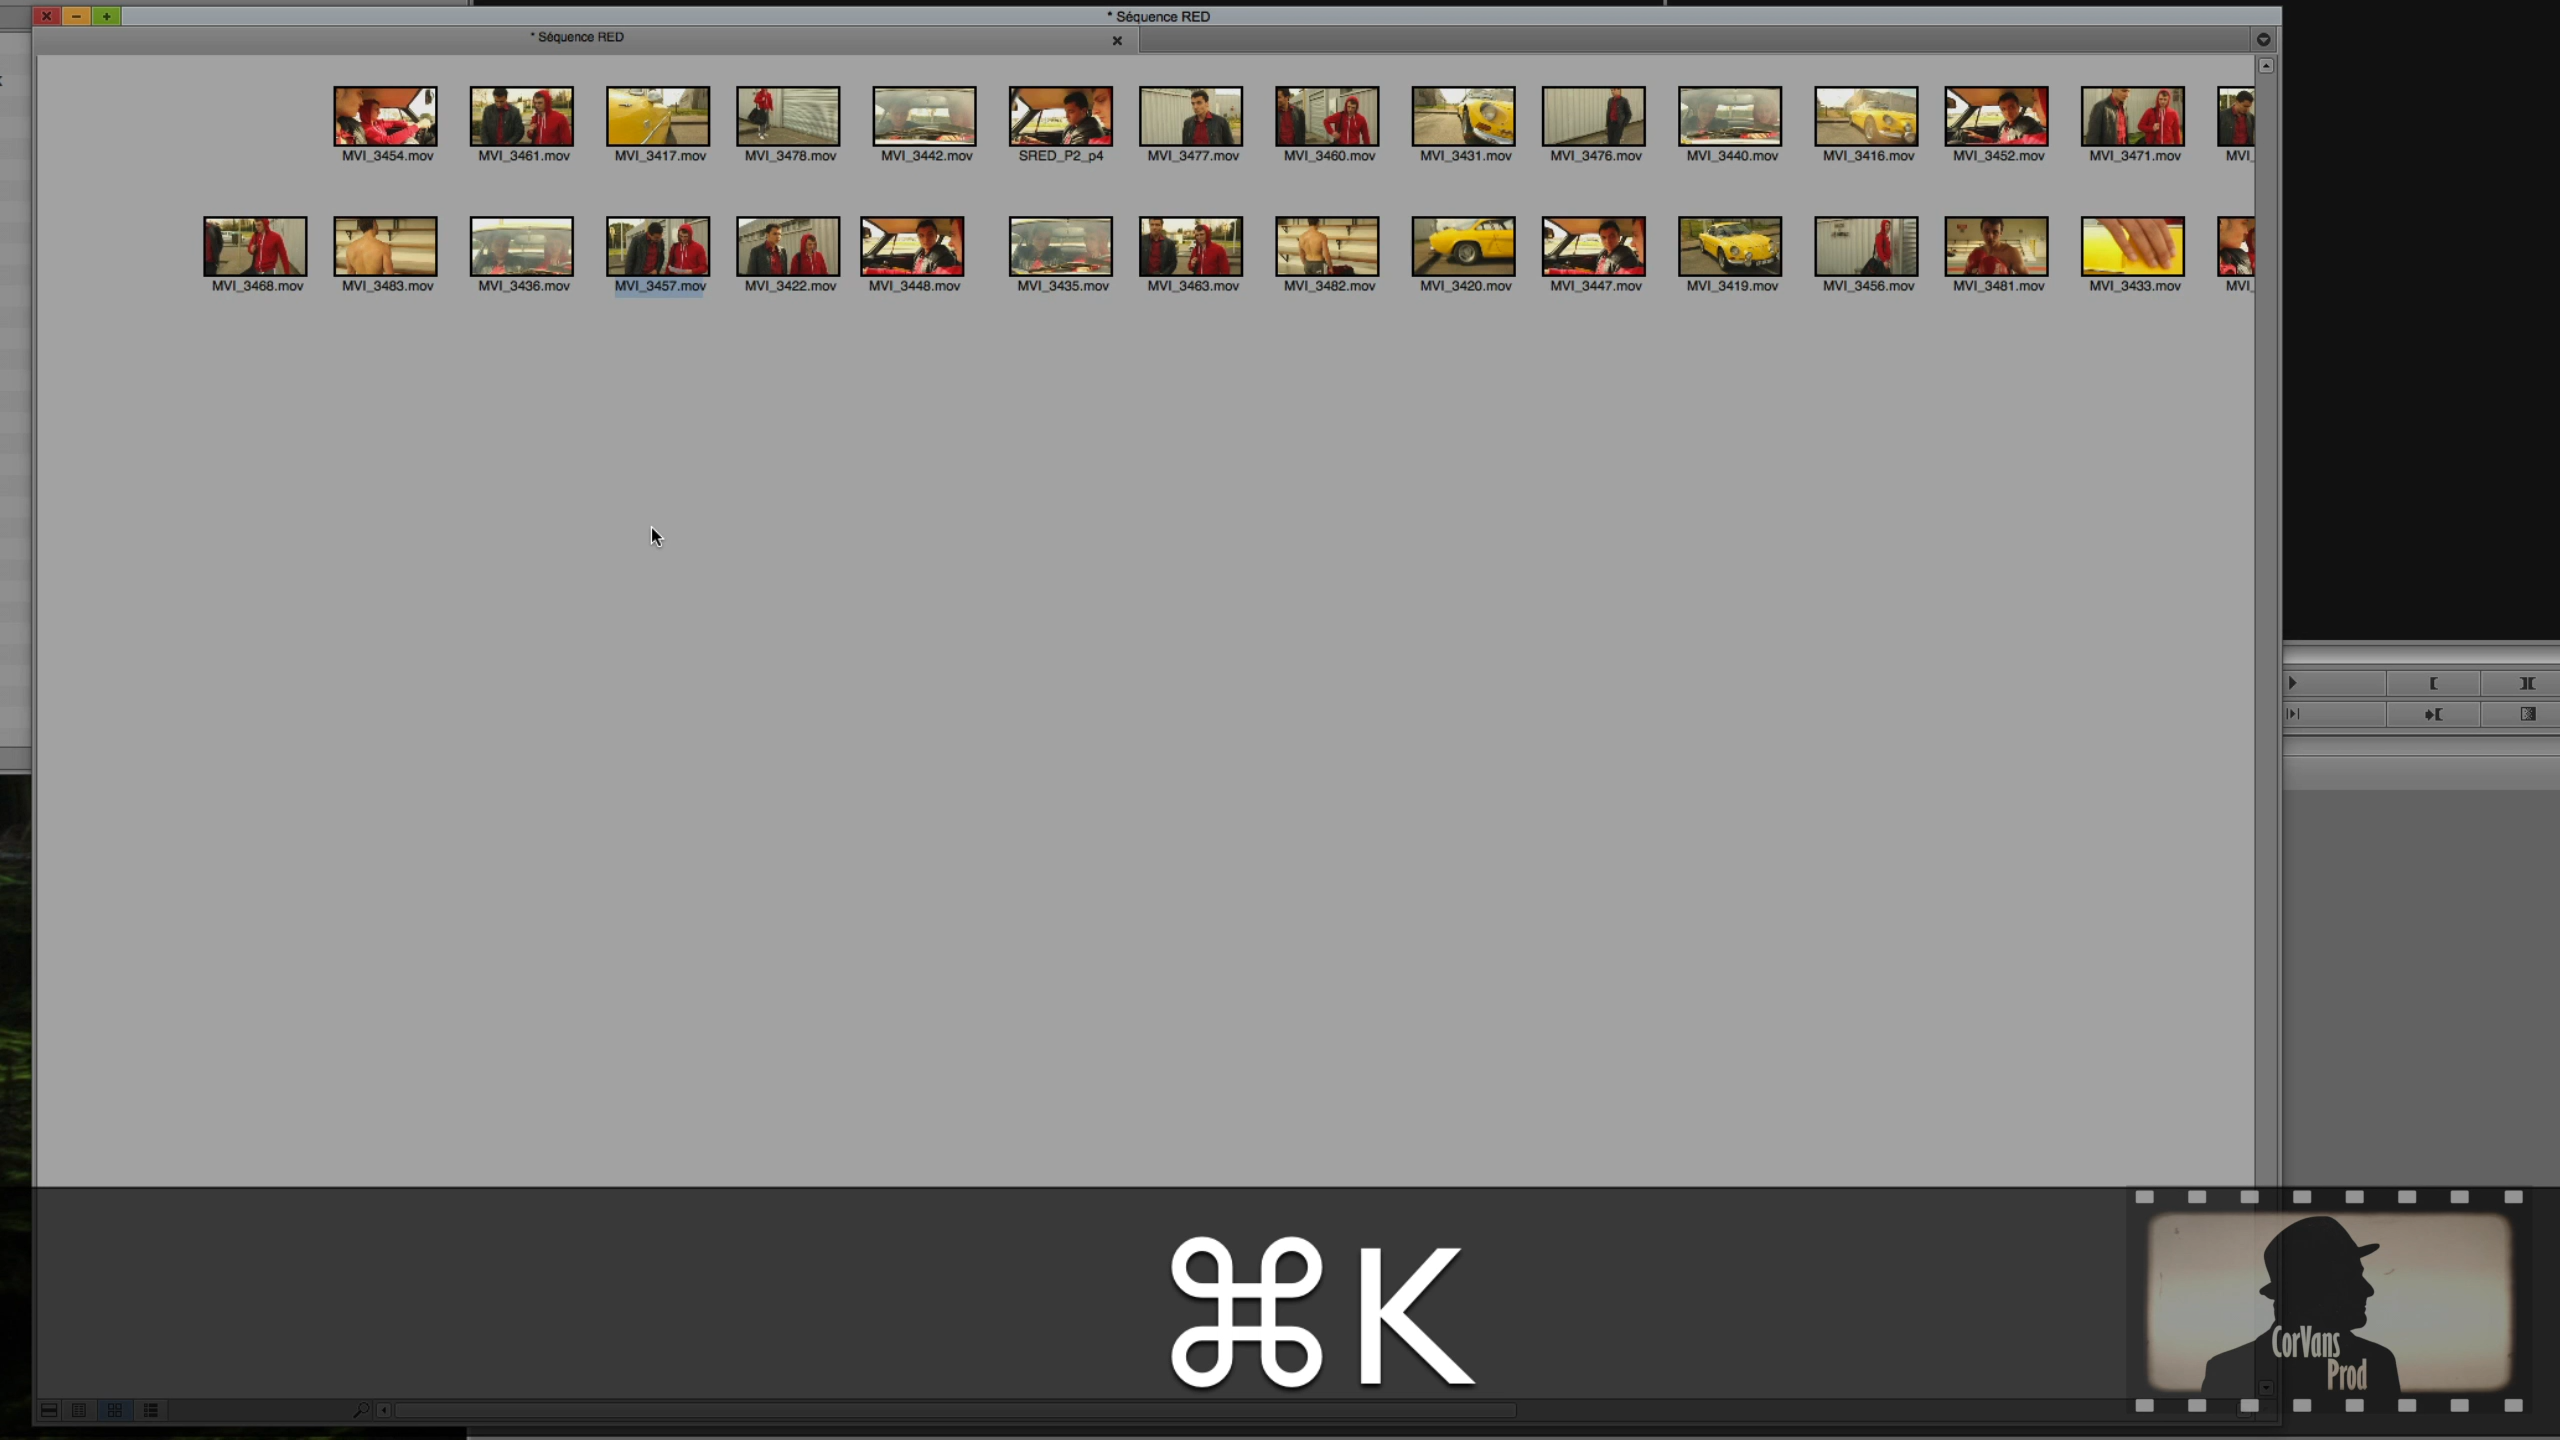 * Séquence RED
* Séquence RED
MVI_3454.mov MVI_3461.mov MVI_3417.mov MVI_3478.mov MVI_3442.mov SRED_P2_p4 MVI_3477.mov MVI_3460.mov MVI_3431.mov MVI_3476.mov MVI_3440.mov MVI_3416.mov MVI_3452.mov MVI_3471.mov MVI_
MVI_3468.mov MVI_3483.mov MVI_3436.mov MVI_3457.mov MVI_3422.mov MVI_3448.mov MVI_3435.mov MVI_3463.mov MVI_3482.mov MVI_3420.mov MVI_3447.mov MVI_3419.mov MVI_3456.mov MVI_3481.mov MVI_3433.mov MVI_
⌘K
CorVans
Prod